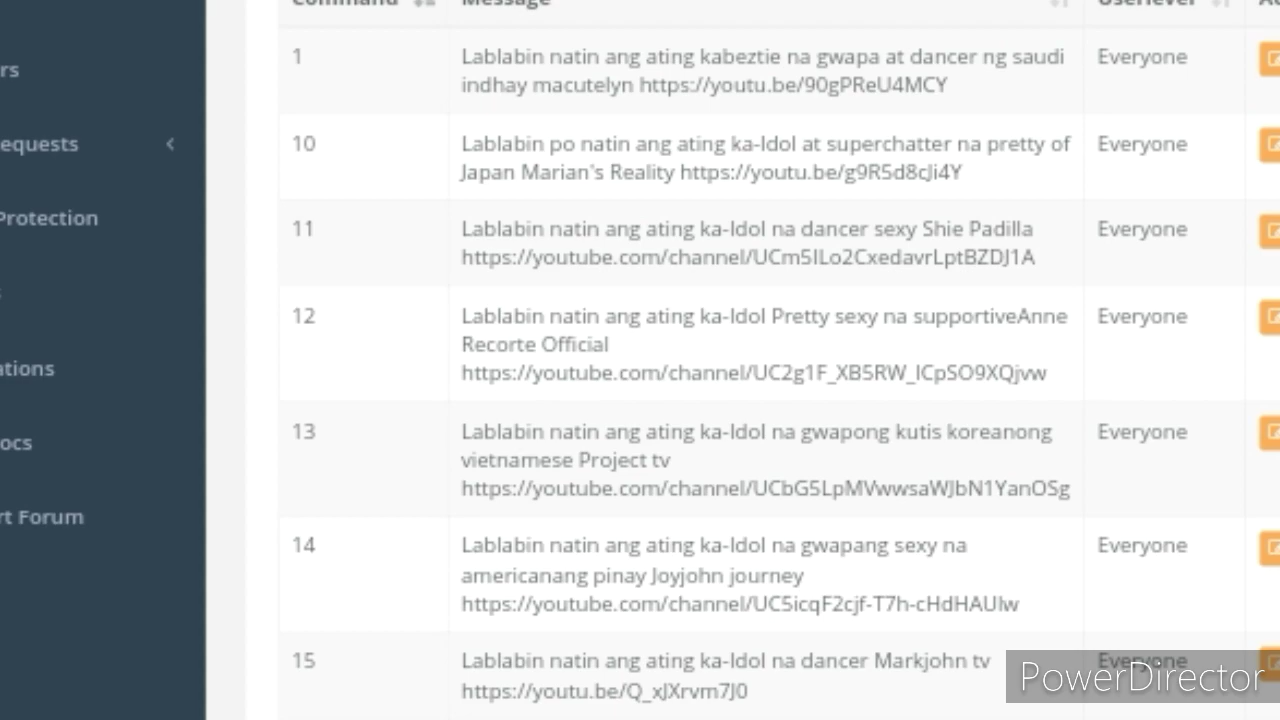 Command
Message
Userlevel
rs
equests
Protection
ations
ocs
rt Forum
1
Lablabin natin ang ating kabeztie na gwapa at dancer ng saudi
indhay macutelyn https://youtu.be/90gPReU4MCY
Everyone
10
Lablabin po natin ang ating ka-Idol at superchatter na pretty of
Japan Marian's Reality https://youtu.be/g9R5d8cJi4Y
Everyone
11
Lablabin natin ang ating ka-Idol na dancer sexy Shie Padilla
https://youtube.com/channel/UCm5ILo2CxedavrLptBZDJ1A
Everyone
12
Lablabin natin ang ating ka-Idol Pretty sexy na supportiveAnne
Recorte Official
https://youtube.com/channel/UC2g1F_XB5RW_ICpSO9XQjvw
Everyone
13
Lablabin natin ang ating ka-Idol na gwapong kutis koreanong
vietnamese Project tv
https://youtube.com/channel/UCbG5LpMVwwsaWJbN1YanOSg
Everyone
14
Lablabin natin ang ating ka-Idol na gwapang sexy na
americanang pinay Joyjohn journey
https://youtube.com/channel/UC5icqF2cjf-T7h-cHdHAUlw
Everyone
15
Lablabin natin ang ating ka-Idol na dancer Markjohn tv
https://youtu.be/Q_xJXrvm7J0
Everyone
PowerDirector